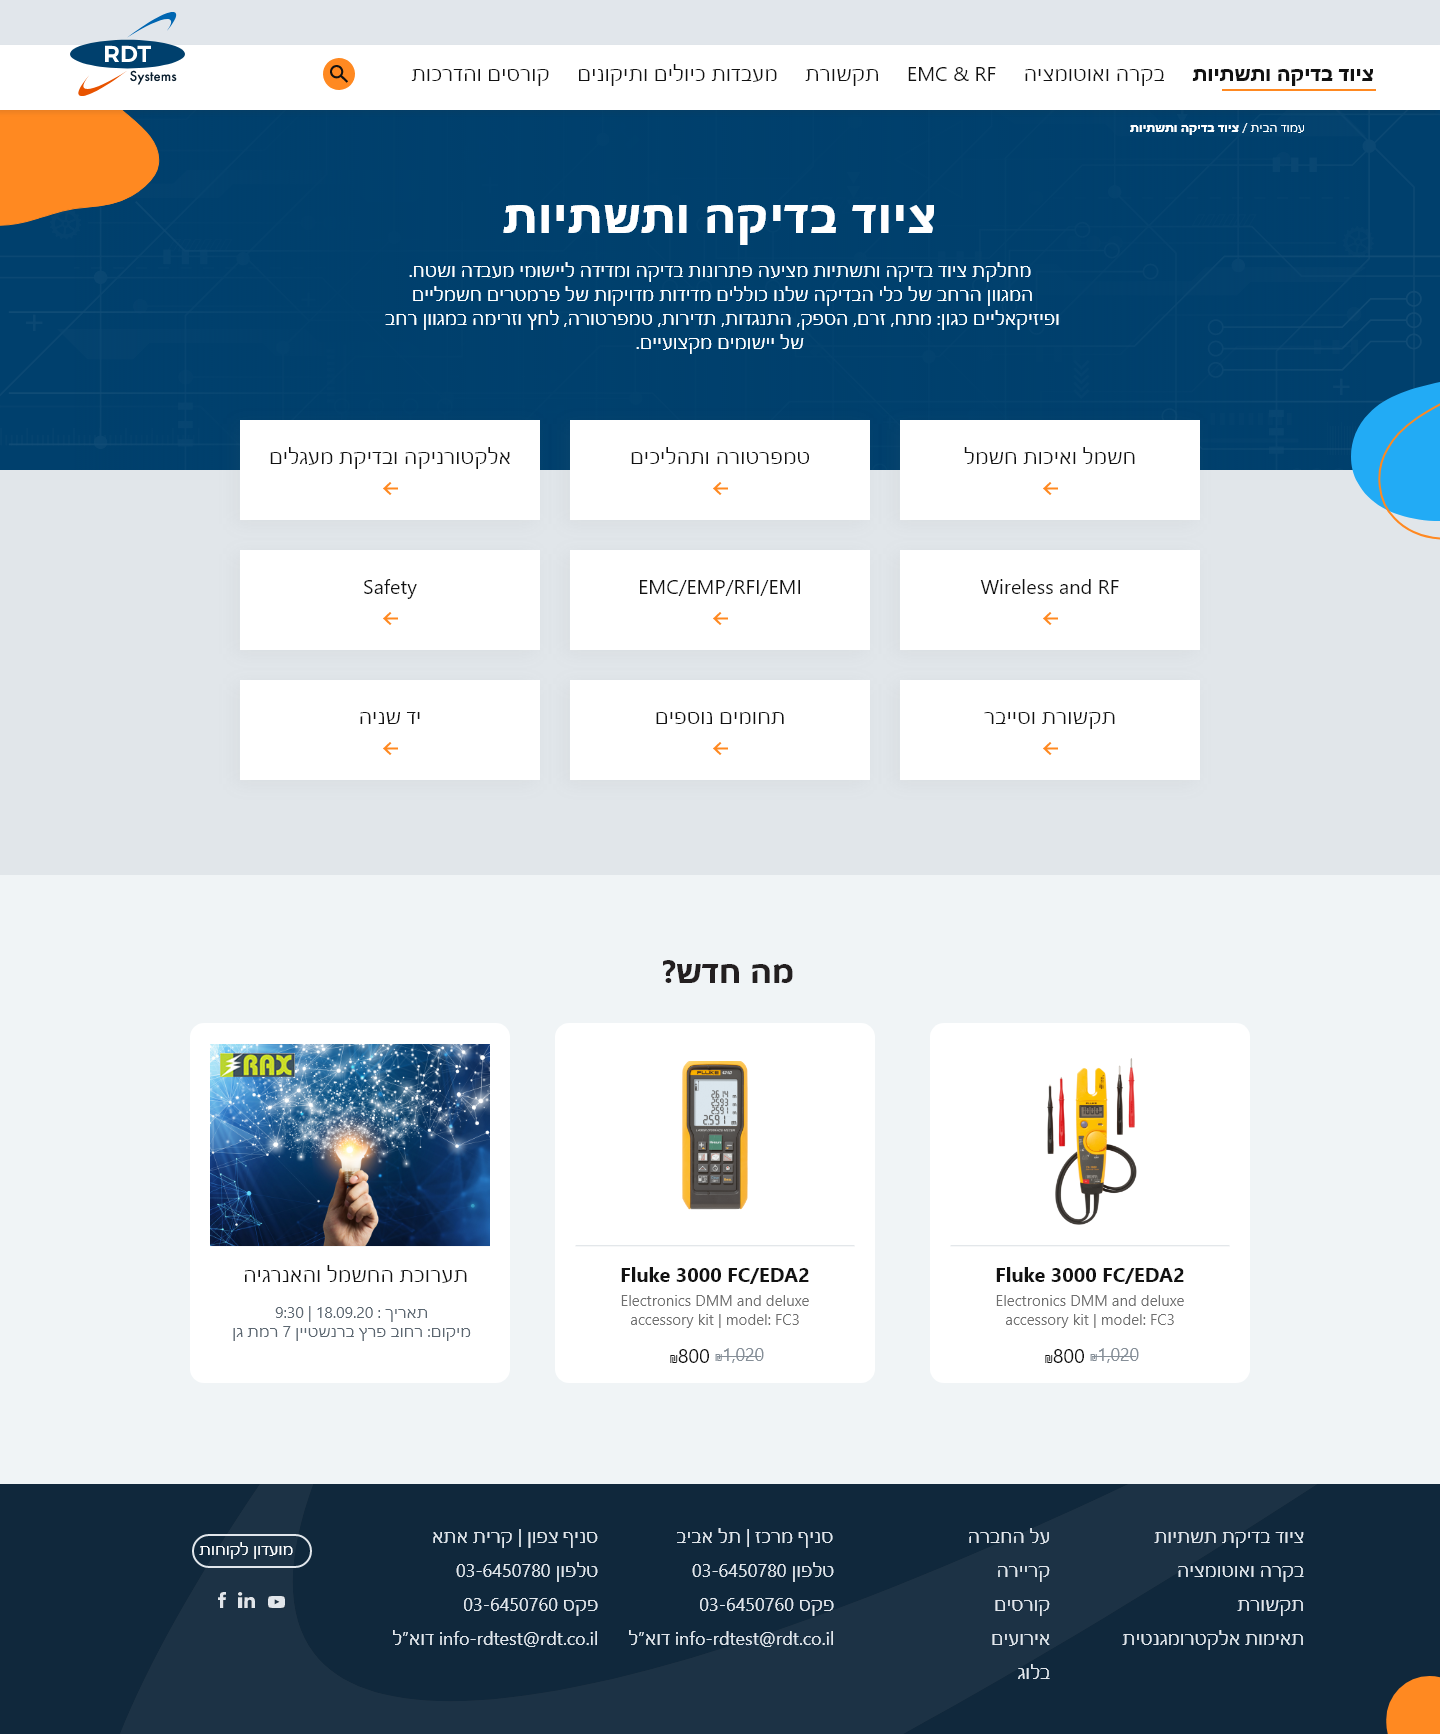 RDT
Systems
ציוד בדיקה ותשתיות
בקרה ואוטומציה
EMC & RF
תקשורת
מעבדות כיולים ותיקונים
קורסים והדרכות
עמוד הבית / ציוד בדיקה ותשתיות
ציוד בדיקה ותשתיות
מחלקת ציוד בדיקה ותשתיות מציעה פתרונות בדיקה ומדידה ליישומי מעבדה ושטח.
המגוון הרחב של כלי הבדיקה שלנו כוללים מדידות מדויקות של פרמטרים חשמליים
ופיזיקאליים כגון: מתח, זרם, הספק, התנגדות, תדירות, טמפרטורה, לחץ וזרימה במגוון רחב
של יישומים מקצועיים.
חשמל ואיכות חשמל
טמפרטורה ותהליכים
אלקטורניקה ובדיקת מעגלים
Wireless and RF
EMC/EMP/RFI/EMI
Safety
תקשורת וסייבר
תחומים נוספים
יד שניה
מה חדש?
Fluke 3000 FC/EDA2
Electronics DMM and deluxe
accessory kit | model: FC3
₪1,020 ₪800
FLUKE
Fluke 3000 FC/EDA2
Electronics DMM and deluxe
accessory kit | model: FC3
₪1,020 ₪800
ERAX
תערוכת החשמל והאנרגיה
תאריך : 18.09.20 | 9:30
מיקום: רחוב פרץ ברנשטיין 7 רמת גן
ציוד בדיקת תשתיות
בקרה ואוטומציה
תקשורת
תאימות אלקטרומגנטית
על החברה
קריירה
קורסים
אירועים
בלוג
סניף מרכז | תל אביב
טלפון 03-6450780
פקס 03-6450760
info-rdtest@rdt.co.il דוא"ל
סניף צפון | קרית אתא
טלפון 03-6450780
פקס 03-6450760
info-rdtest@rdt.co.il דוא"ל
מועדון לקוחות